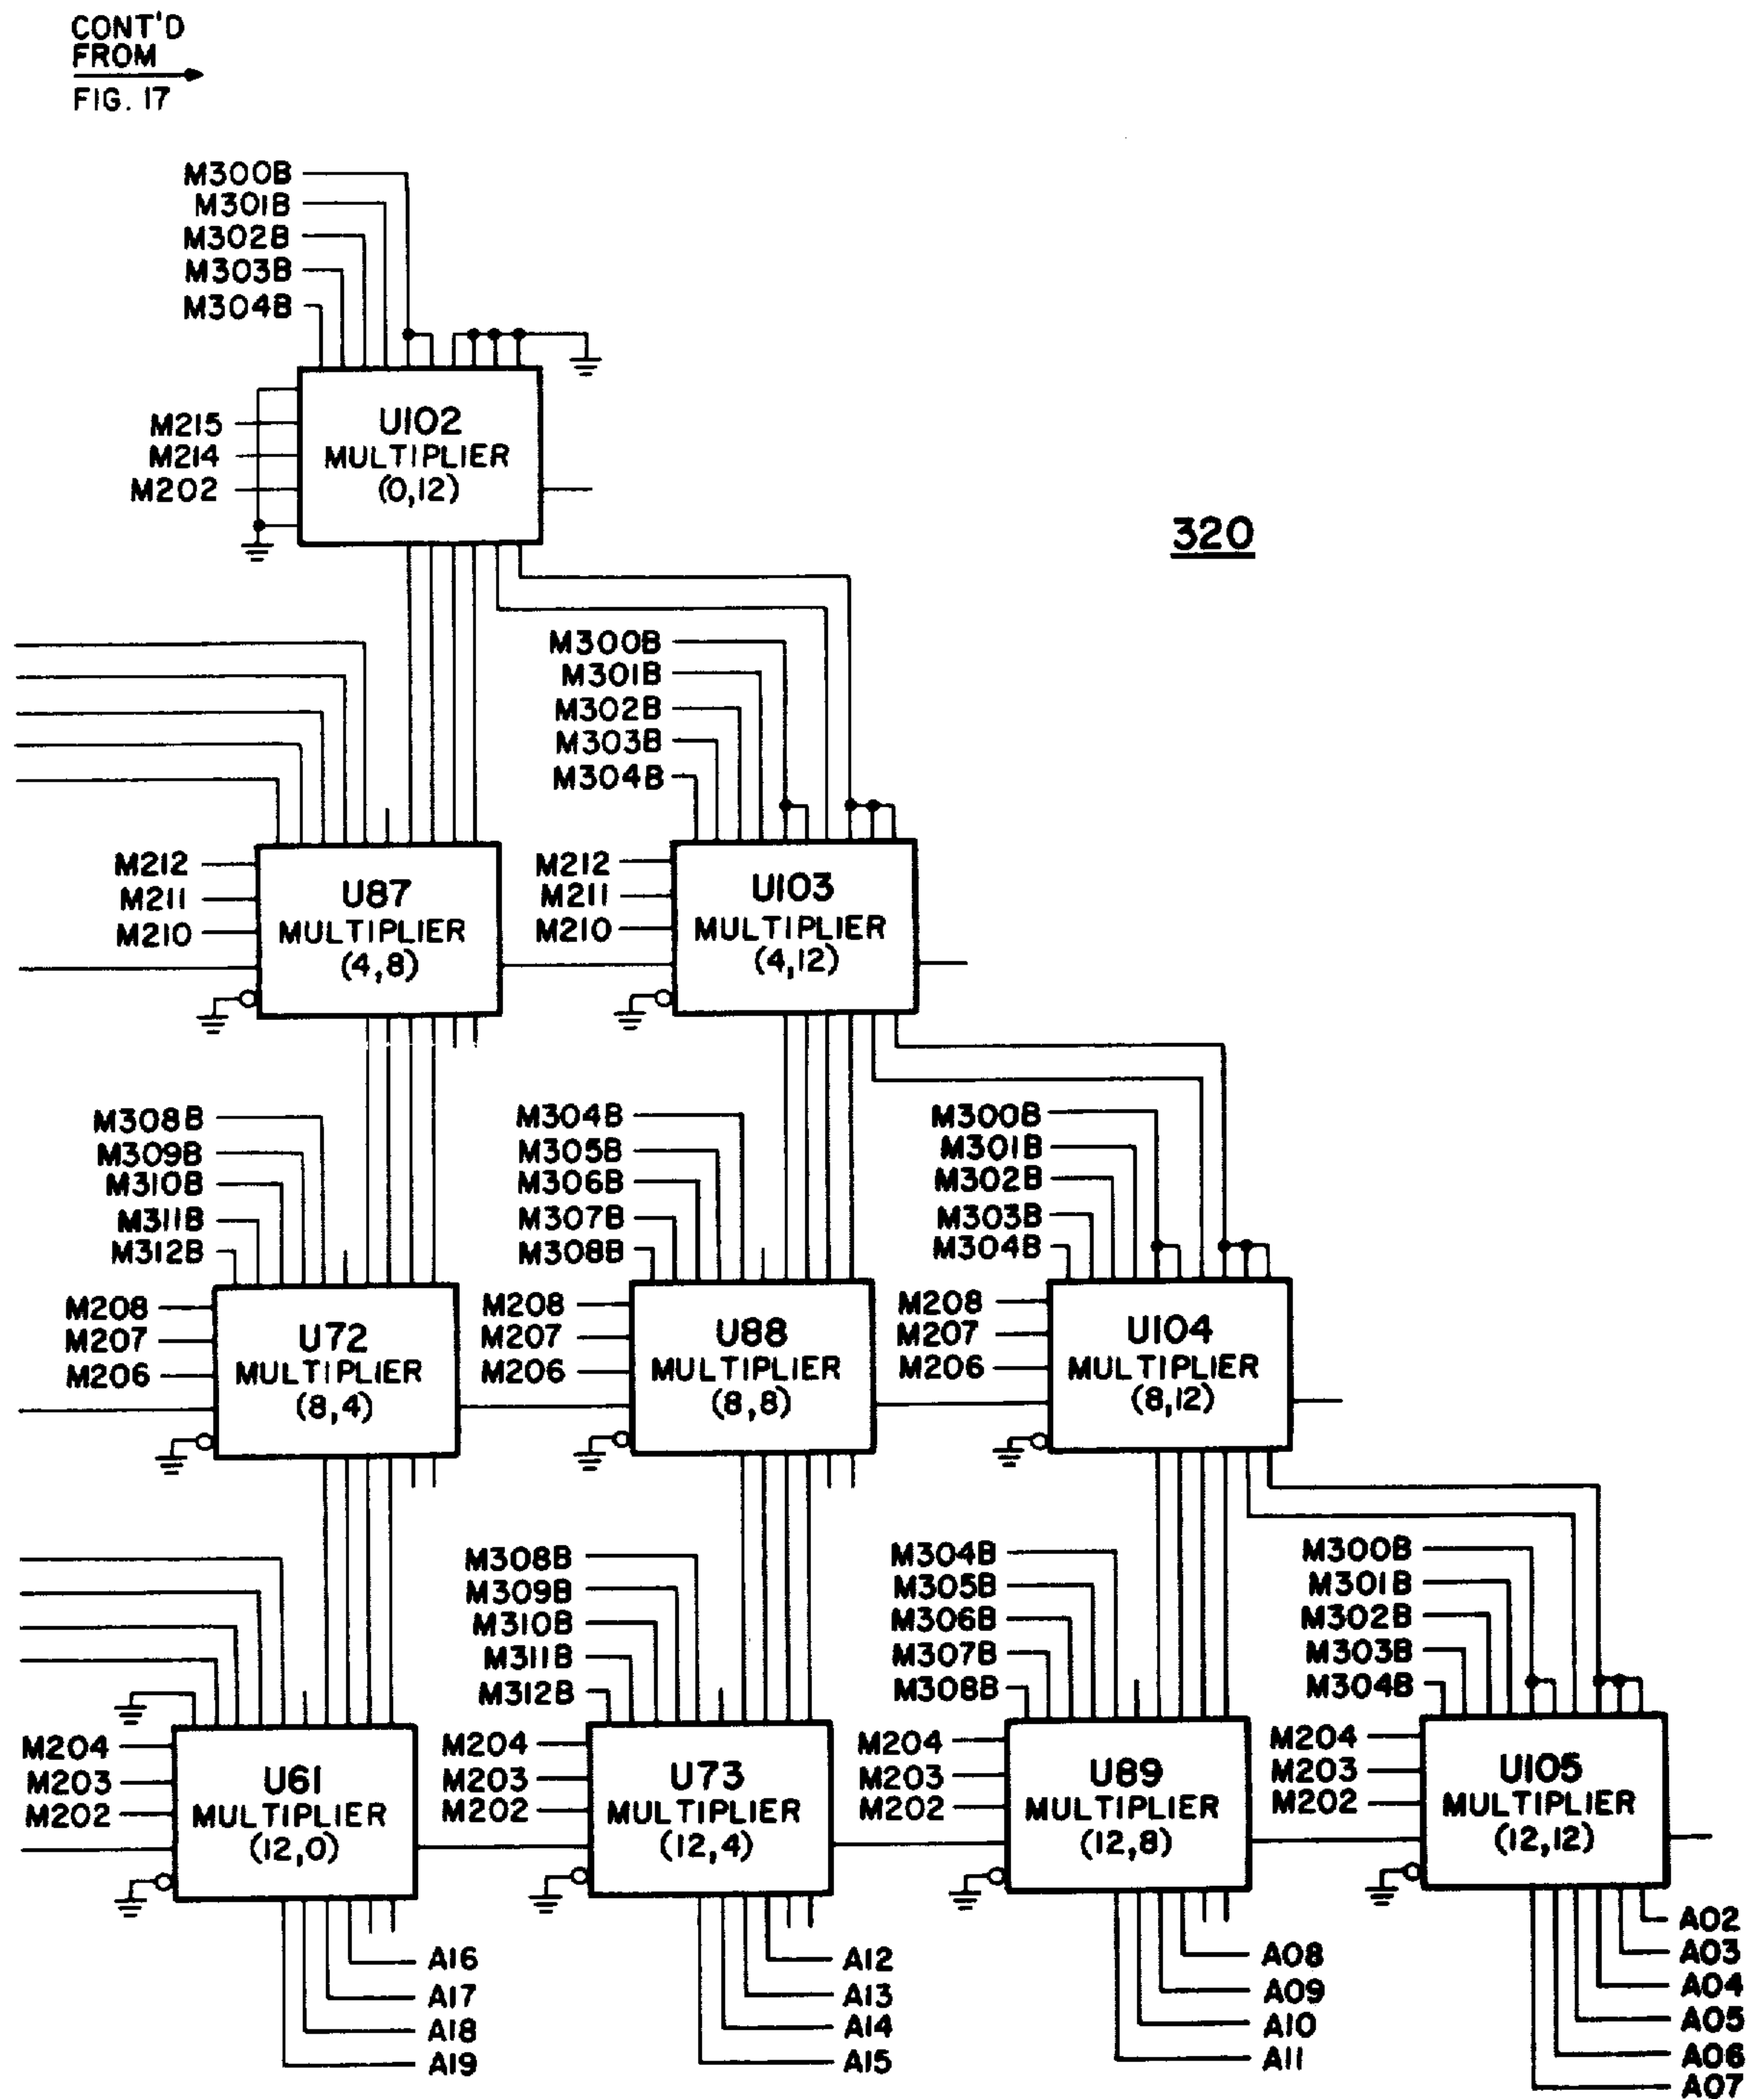 CONT'D
FROM
FIG. 17
M300B
M301B
M302B
M303B
M304B
M215
M214
M202
U102
MULTIPLIER
(0,12)
320
M300B
M301B
M302B
M303B
M304B
M212
M211
M210
U87
MULTIPLIER
(4,8)
M212
M211
M210
U103
MULTIPLIER
(4,12)
M308B
M309B
M310B
M311B
M312B
M304B
M305B
M306B
M307B
M308B
M300B
M301B
M302B
M303B
M304B
M208
M207
M206
U72
MULTIPLIER
(8,4)
M208
M207
M206
U88
MULTIPLIER
(8,8)
M208
M207
M206
U104
MULTIPLIER
(8,12)
M308B
M309B
M310B
M311B
M312B
M304B
M305B
M306B
M307B
M308B
M300B
M301B
M302B
M303B
M304B
M204
M203
M202
U61
MULTIPLIER
(12,0)
M204
M203
M202
U73
MULTIPLIER
(12,4)
M204
M203
M202
U89
MULTIPLIER
(12,8)
M204
M203
M202
U105
MULTIPLIER
(12,12)
A16
A17
A18
A19
A12
A13
A14
A15
A08
A09
A10
A11
A02
A03
A04
A05
A06
A07